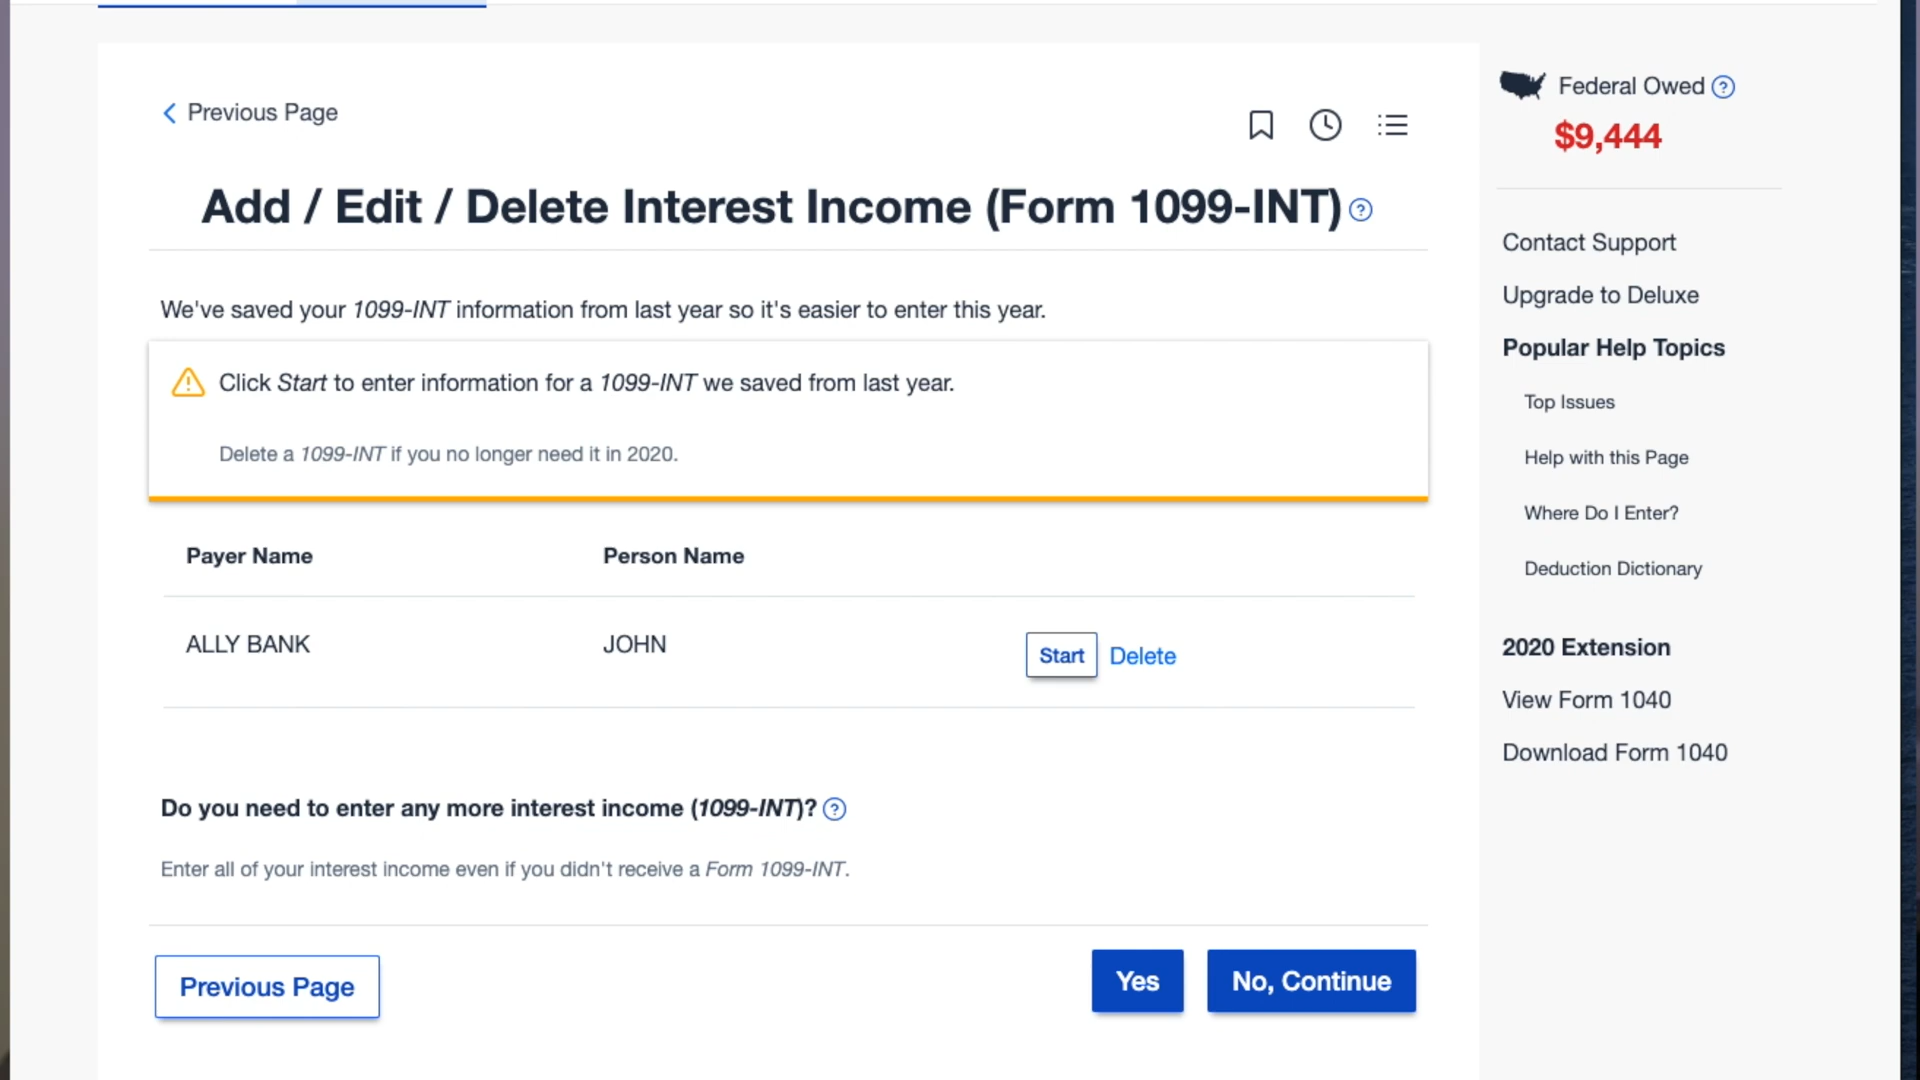 Previous Page
Add / Edit / Delete Interest Income (Form 1099-INT) ?
We've saved your 1099-INT information from last year so it's easier to enter this year.
Click Start to enter information for a 1099-INT we saved from last year.
Delete a 1099-INT if you no longer need it in 2020.
Payer Name Person Name
ALLY BANK JOHN Start Delete
Do you need to enter any more interest income (1099-INT)? ?
Enter all of your interest income even if you didn't receive a Form 1099-INT.
Previous Page Yes No, Continue
Federal Owed ?
$9,444
Contact Support
Upgrade to Deluxe
Popular Help Topics
Top Issues
Help with this Page
Where Do I Enter?
Deduction Dictionary
2020 Extension
View Form 1040
Download Form 1040